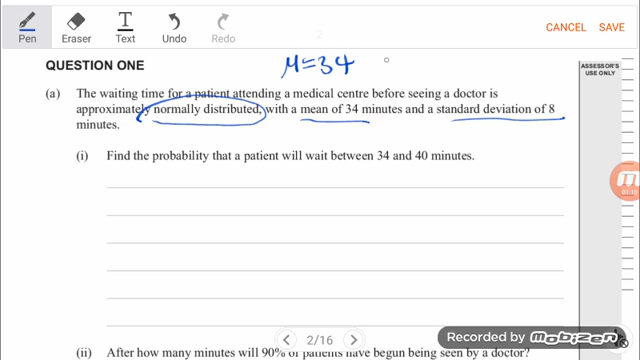 CANCEL SAVE
Pen Eraser Text Undo Redo
μ=34
QUESTION ONE
ASSESSOR'S
USE ONLY
(a) The waiting time for a patient attending a medical centre before seeing a doctor is
approximately normally distributed, with a mean of 34 minutes and a standard deviation of 8
minutes.
(i) Find the probability that a patient will wait between 34 and 40 minutes.
M
03:10
2/16
Recorded by Mobizen
(ii) After how many minutes will 90% of patients have begun being seen by a doctor?